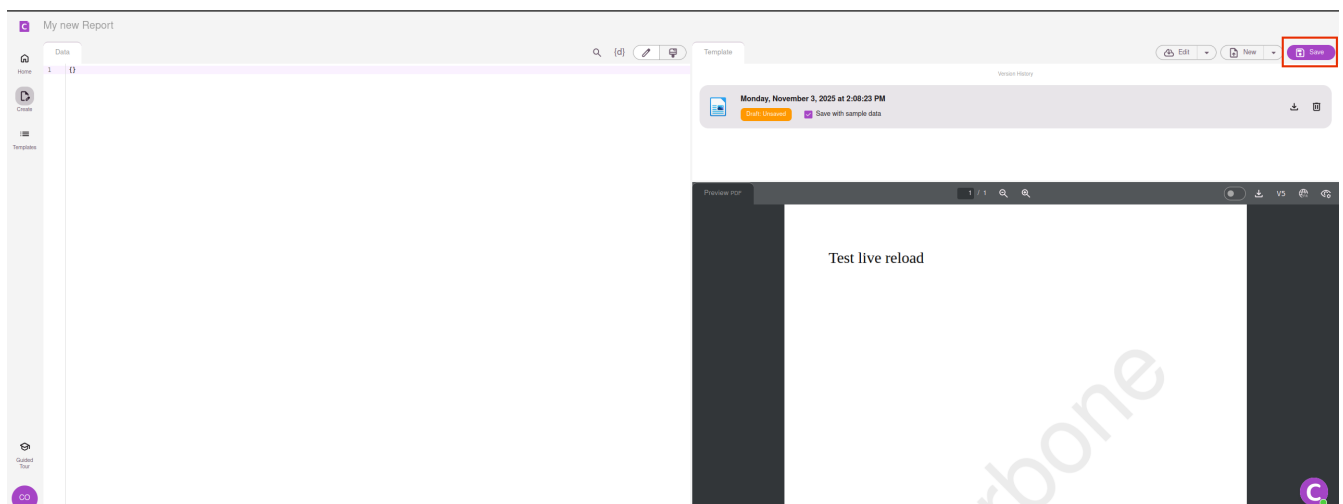 C My new Report
Home
Create
Templates
Guided
Tour
CO
Data
{d}
1 {}
Template
Edit
New
Save
Version History
Monday, November 3, 2025 at 2:08:23 PM
Draft: Unsaved Save with sample data
Preview PDF
1 / 1
V5
Test live reload
rbone
C